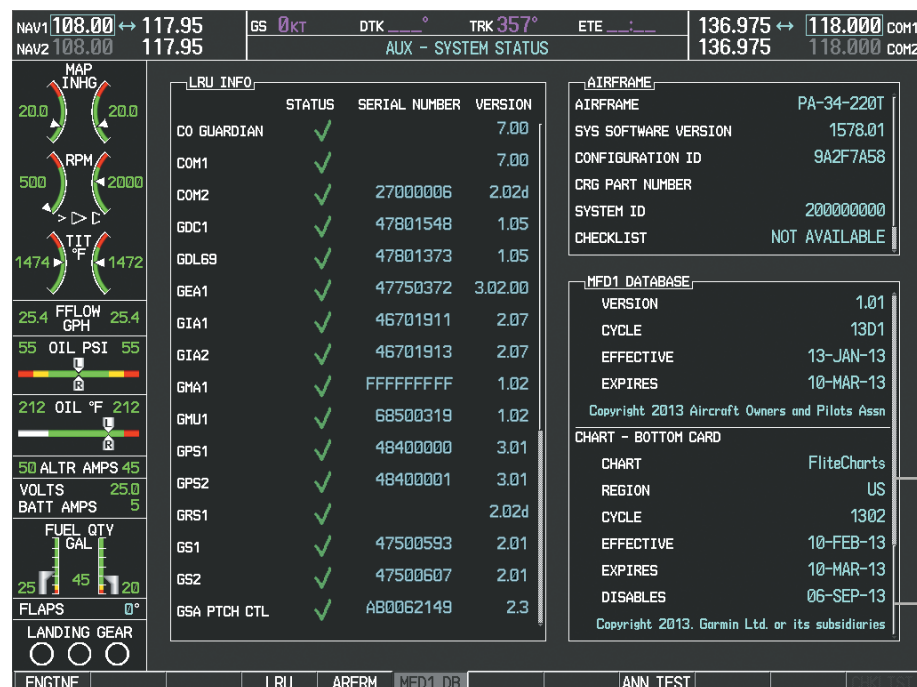 NAV1 108.00 ↔ 117.95
NAV2 108.00 117.95
GS 0KT DTK ___° TRK 357° ETE __:__
AUX – SYSTEM STATUS
136.975 ↔ 118.000 COM1
136.975 118.000 COM2
MAP
INHG
20.0 20.0
RPM
500 2000
TIT
°F
1474 1472
25.4 FFLOW GPH 25.4
55 OIL PSI 55
L
R
212 OIL °F 212
L
R
50 ALTR AMPS 45
VOLTS 25.0
BATT AMPS 5
FUEL QTY
GAL
25 45 20
FLAPS 0°
LANDING GEAR
LRU INFO
STATUS SERIAL NUMBER VERSION
CO GUARDIAN ✓ 7.00
COM1 ✓ 7.00
COM2 ✓ 27000006 2.02d
GDC1 ✓ 47801548 1.05
GDL69 ✓ 47801373 1.05
GEA1 ✓ 47750372 3.02.00
GIA1 ✓ 46701911 2.07
GIA2 ✓ 46701913 2.07
GMA1 ✓ FFFFFFFFF 1.02
GMU1 ✓ 68500319 1.02
GPS1 ✓ 48400000 3.01
GPS2 ✓ 48400001 3.01
GRS1 ✓ 2.02d
GS1 ✓ 47500593 2.01
GS2 ✓ 47500607 2.01
GSA PTCH CTL ✓ AB0062149 2.3
AIRFRAME
AIRFRAME PA-34-220T
SYS SOFTWARE VERSION 1578.01
CONFIGURATION ID 9A2F7A58
CRG PART NUMBER
SYSTEM ID 200000000
CHECKLIST NOT AVAILABLE
MFD1 DATABASE
VERSION 1.01
CYCLE 13D1
EFFECTIVE 13-JAN-13
EXPIRES 10-MAR-13
Copyright 2013 Aircraft Owners and Pilots Assn
CHART - BOTTOM CARD
CHART FliteCharts
REGION US
CYCLE 1302
EFFECTIVE 10-FEB-13
EXPIRES 10-MAR-13
DISABLES 06-SEP-13
Copyright 2013. Garmin Ltd. or its subsidiaries
ENGINE LRU ARFRM MFD1 DB ANN TEST CHKLIST